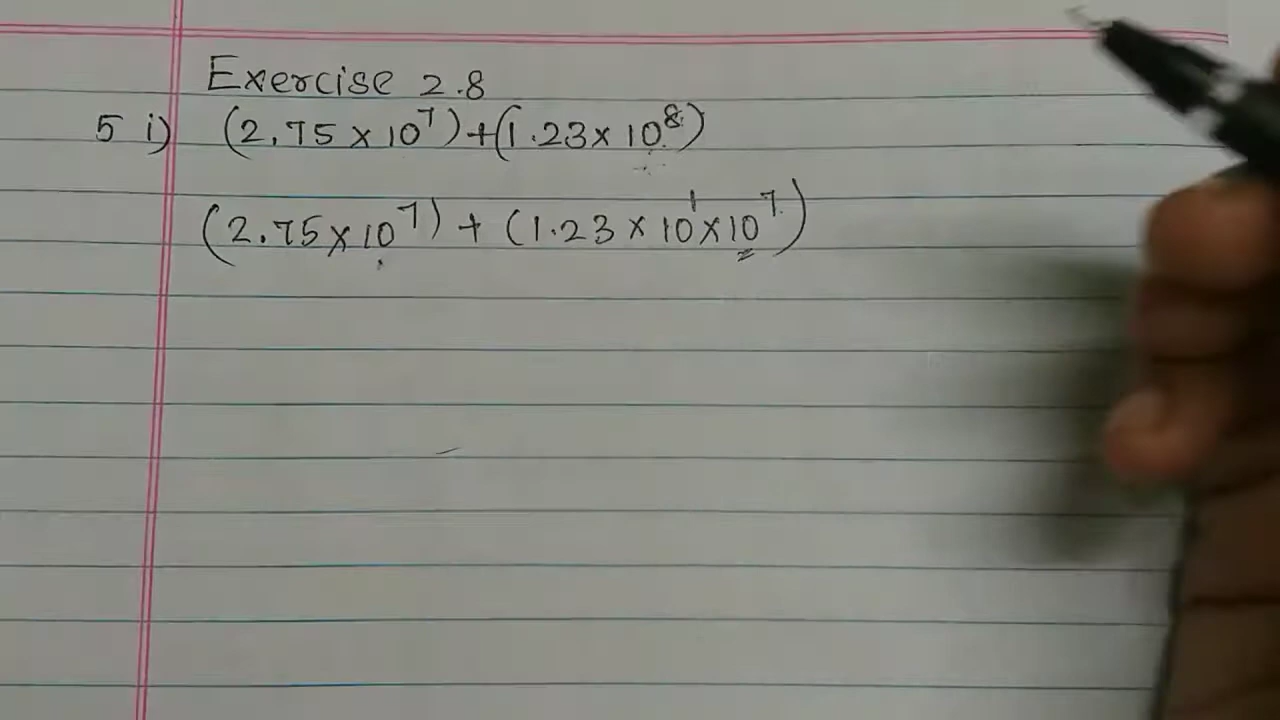 Exercise 2.8
5 i) (2.75 × 10⁷) + (1.23 × 10⁸)
(2.75 × 10⁷) + (1.23 × 10¹ × 10⁷)